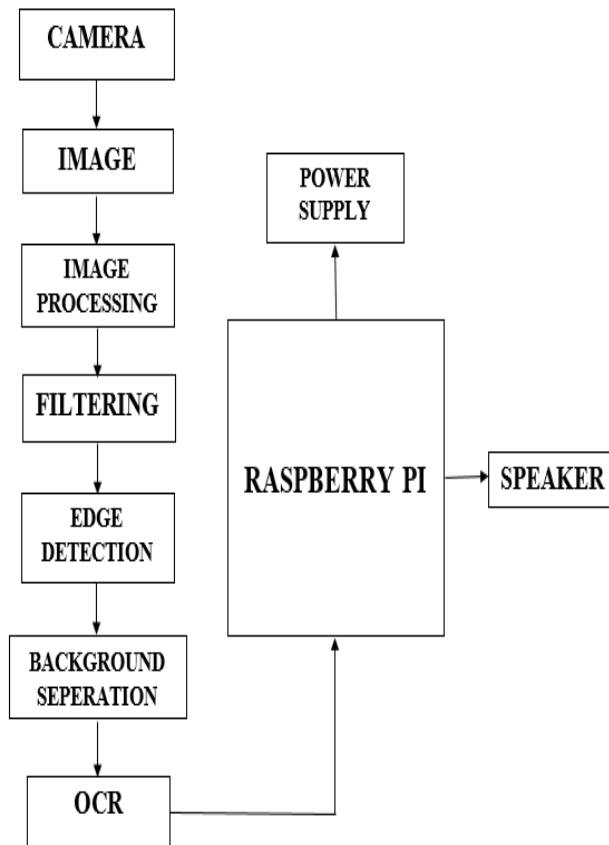 CAMERA
IMAGE
IMAGE
PROCESSING
FILTERING
EDGE
DETECTION
BACKGROUND
SEPERATION
OCR
POWER
SUPPLY
RASPBERRY PI
SPEAKER